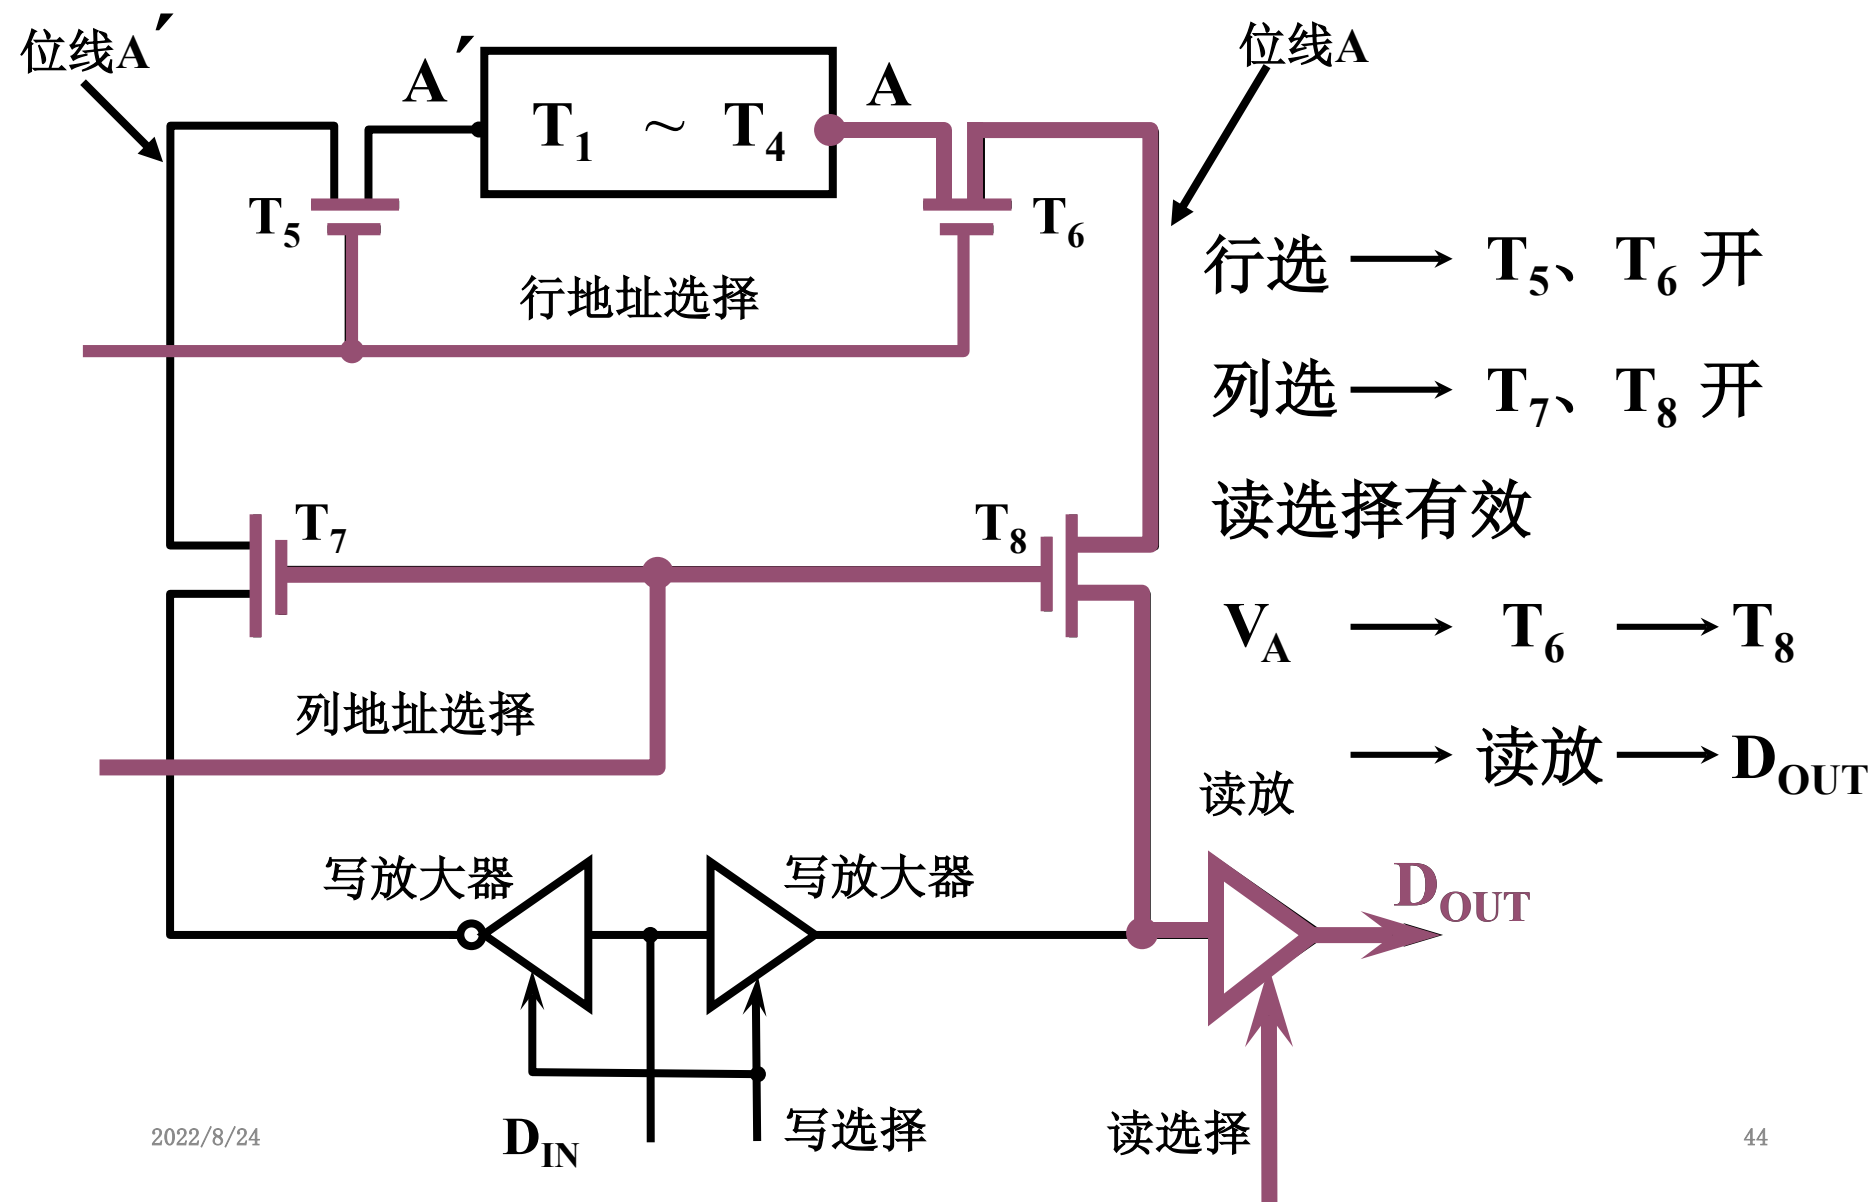 位线A′
A′
T1 ~ T4
A
位线A
T5
T6
行地址选择
行选 → T5、 T6 开
列选 → T7、 T8 开
读选择有效
T7
T8
VA → T6 → T8
列地址选择
→ 读放 → DOUT
读放
写放大器
写放大器
DOUT
DIN
写选择
读选择
2022/8/24
44